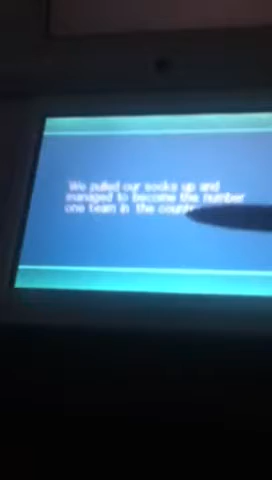 We pulled our socks up and
managed to become the number
one team in the